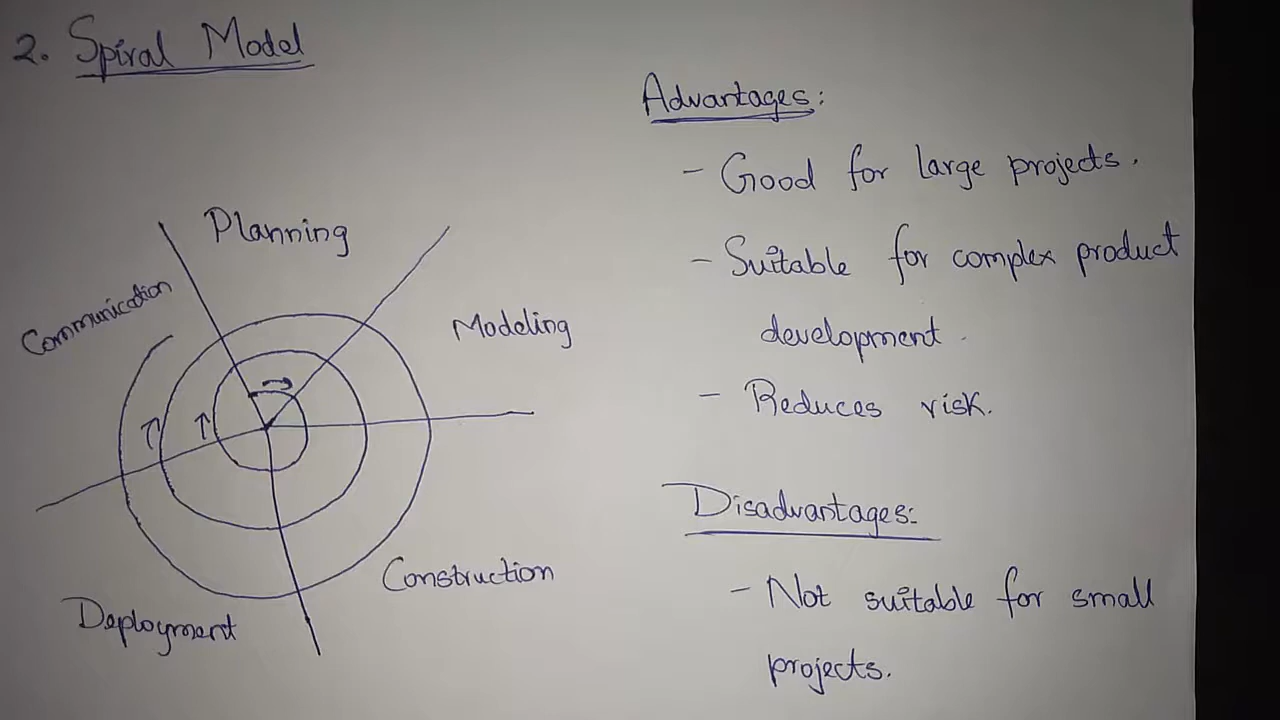 2. Spiral Model
Planning
Communication
Modeling
Construction
Deployment
Advantages:
- Good for large projects.
- Suitable for complex product
development.
- Reduces risk.
Disadvantages:
- Not suitable for small
projects.